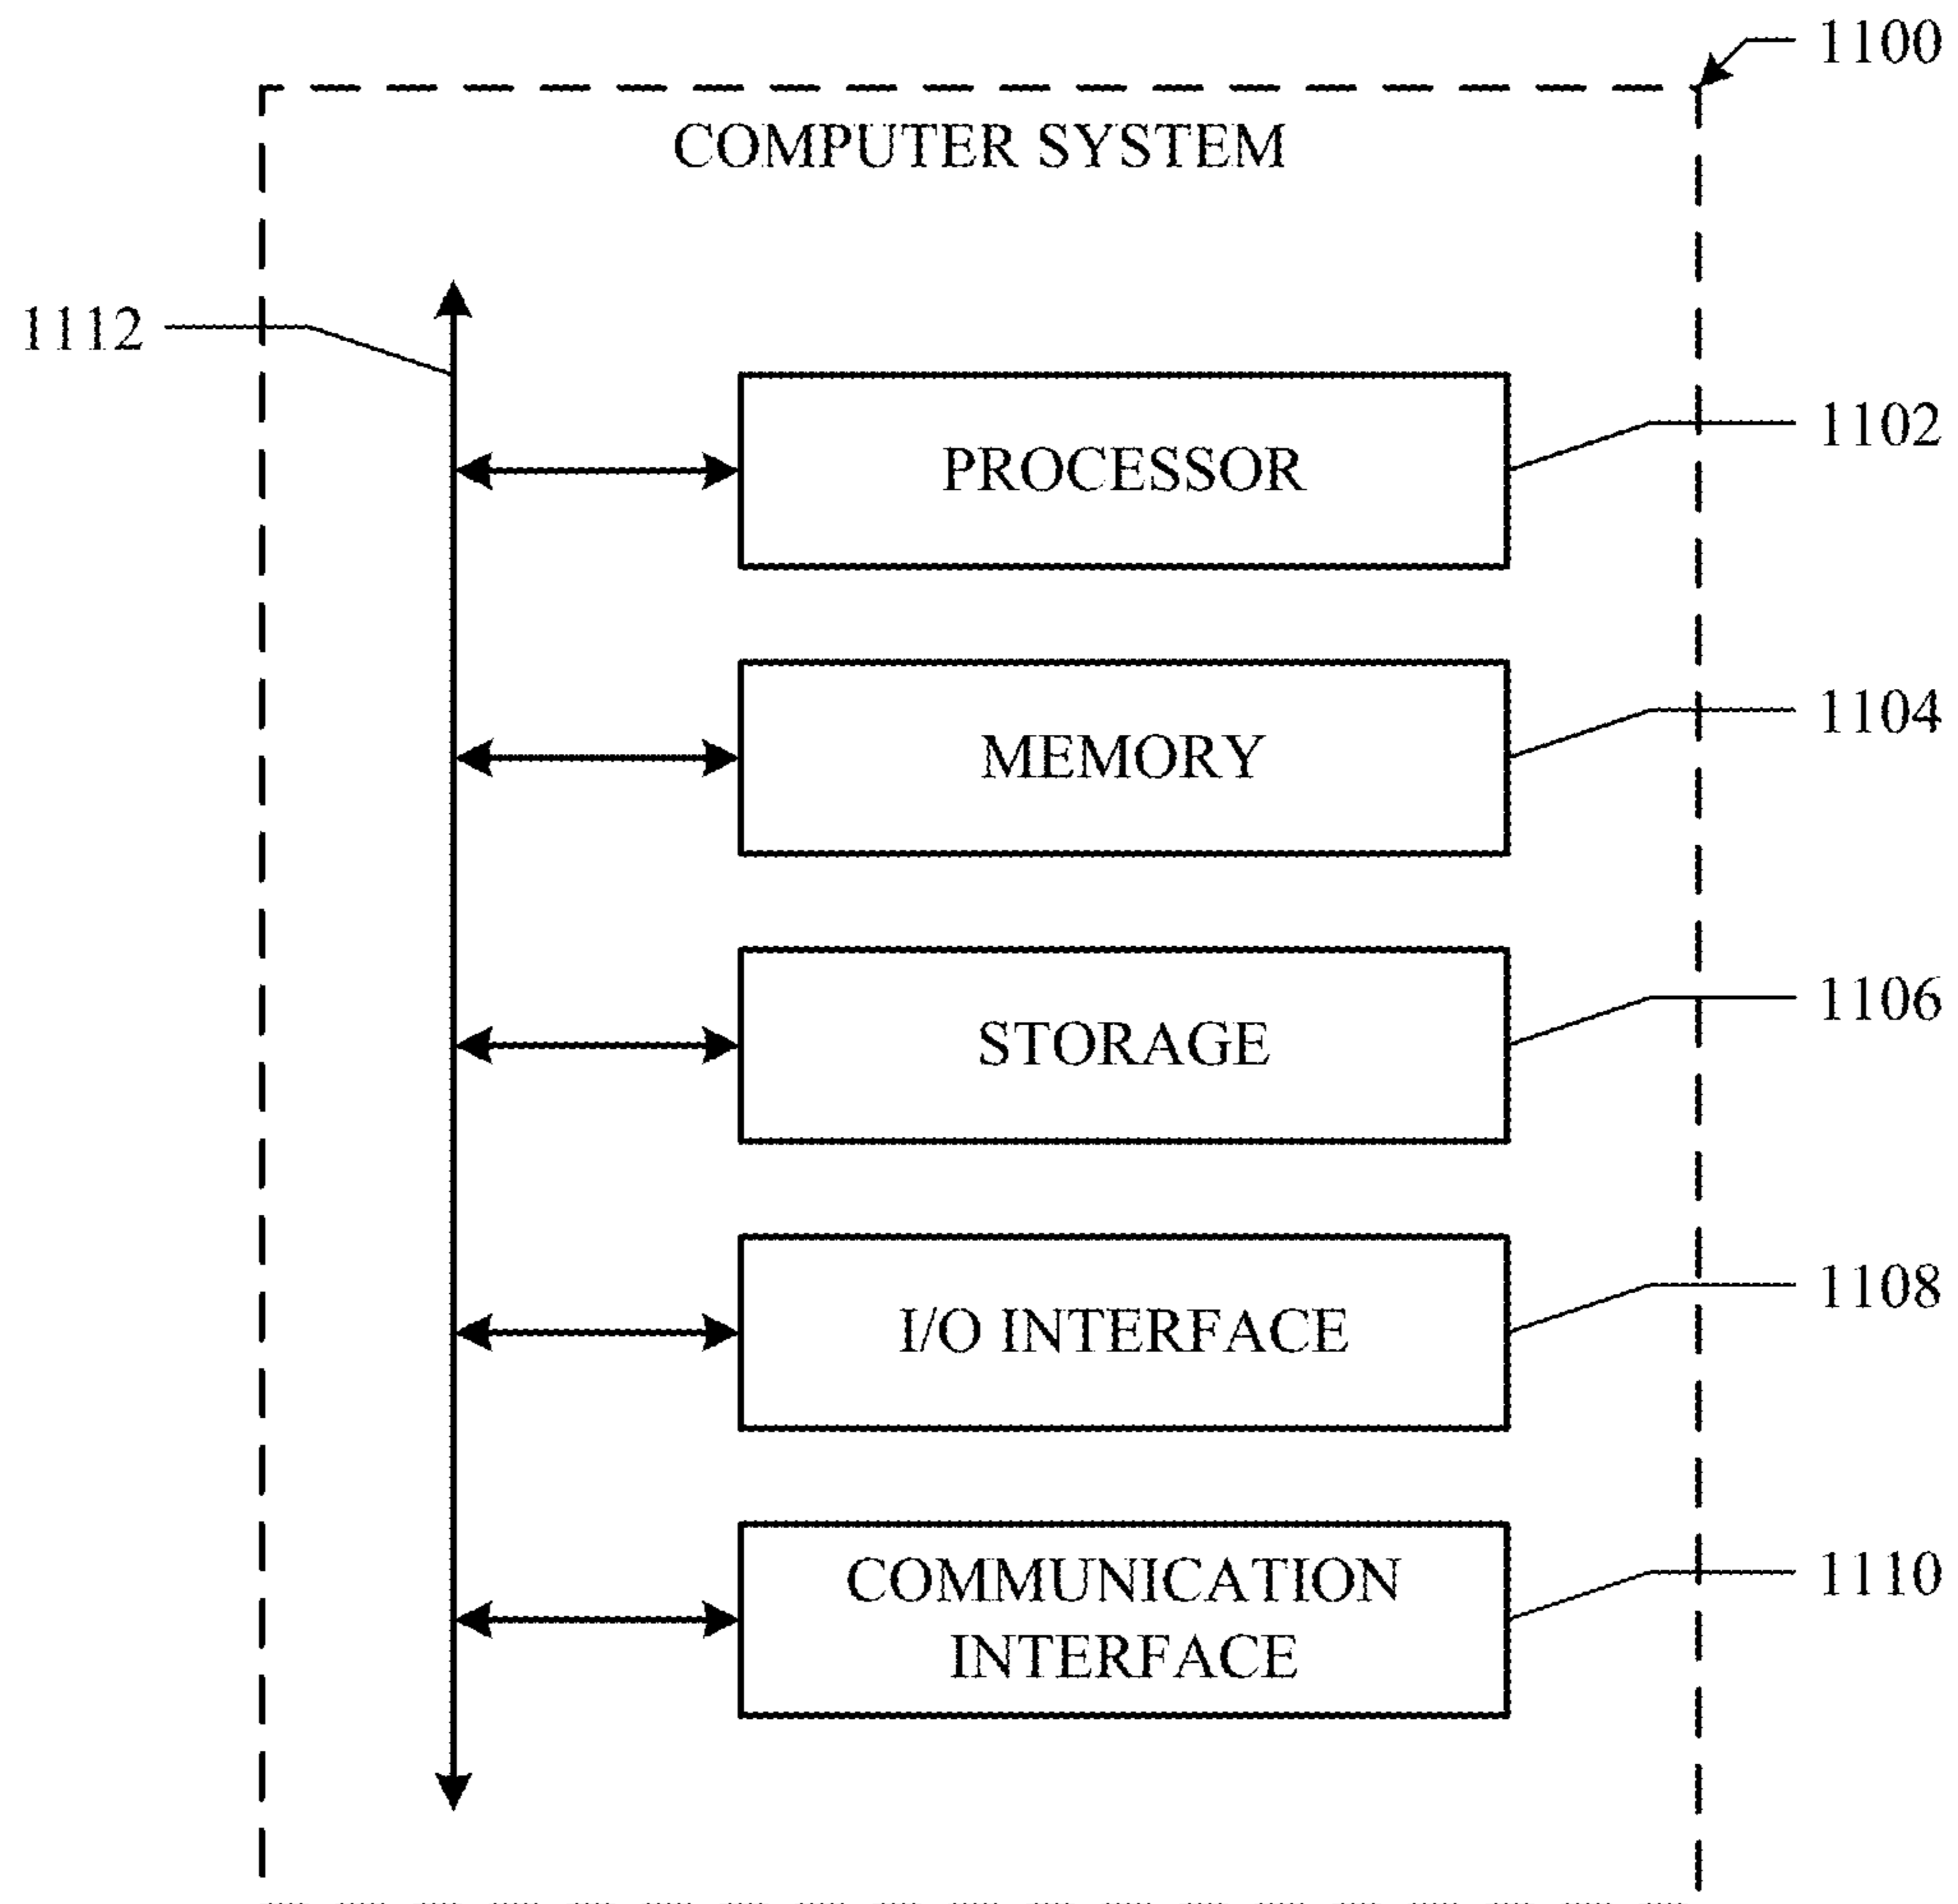 1100
COMPUTER SYSTEM
1112
1102
PROCESSOR
1104
MEMORY
1106
STORAGE
1108
I/O INTERFACE
1110
COMMUNICATION
INTERFACE